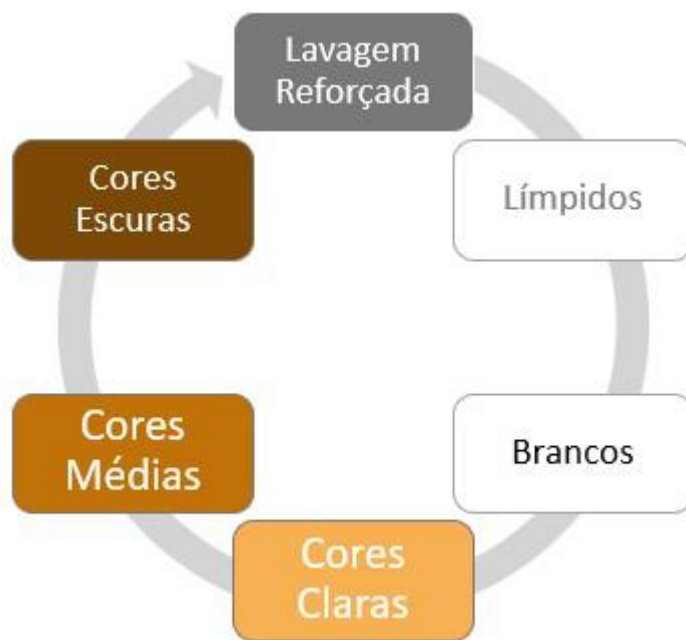 Lavagem
Reforçada
Límpidos
Brancos
Cores
Claras
Cores
Médias
Cores
Escuras